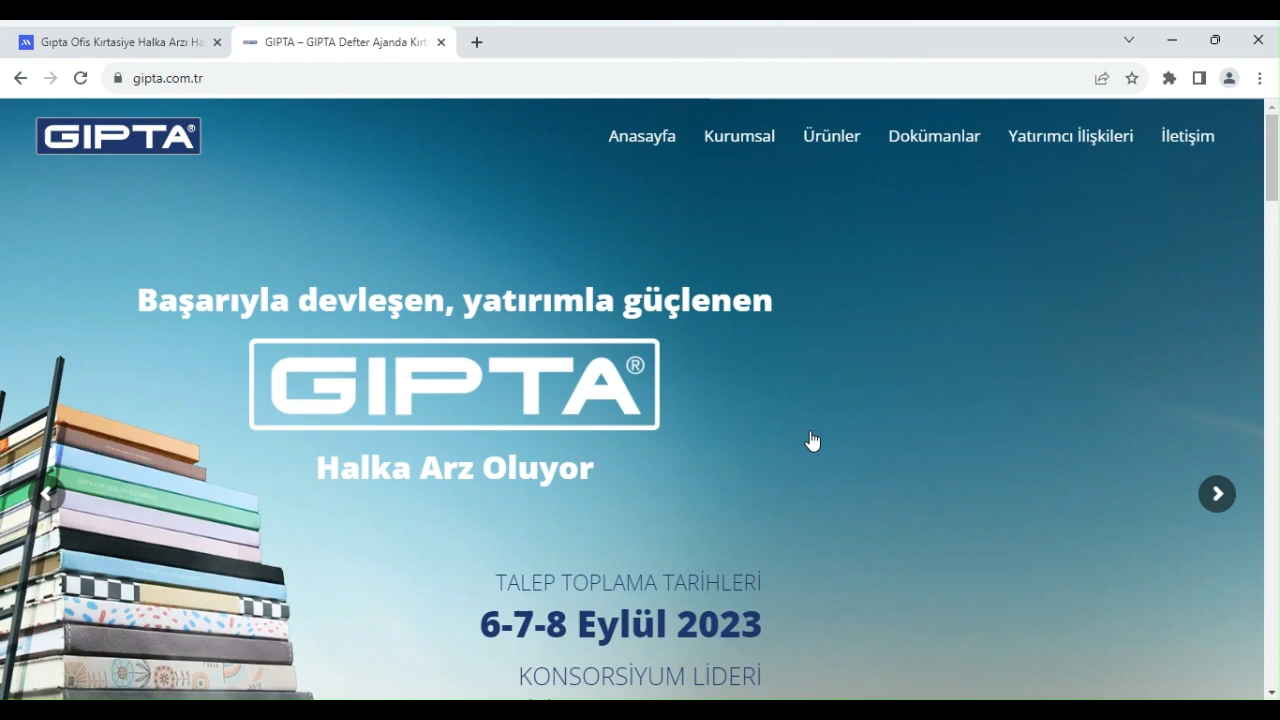 Gıpta Ofis Kırtasiye Halka Arzı Ha
GIPTA – GIPTA Defter Ajanda Kırt
gipta.com.tr
GIPTA®
Anasayfa Kurumsal Ürünler Dokümanlar Yatırımcı İlişkileri İletişim
Başarıyla devleşen, yatırımla güçlenen
GIPTA®
Halka Arz Oluyor
TALEP TOPLAMA TARİHLERİ
6-7-8 Eylül 2023
KONSORSİYUM LİDERİ